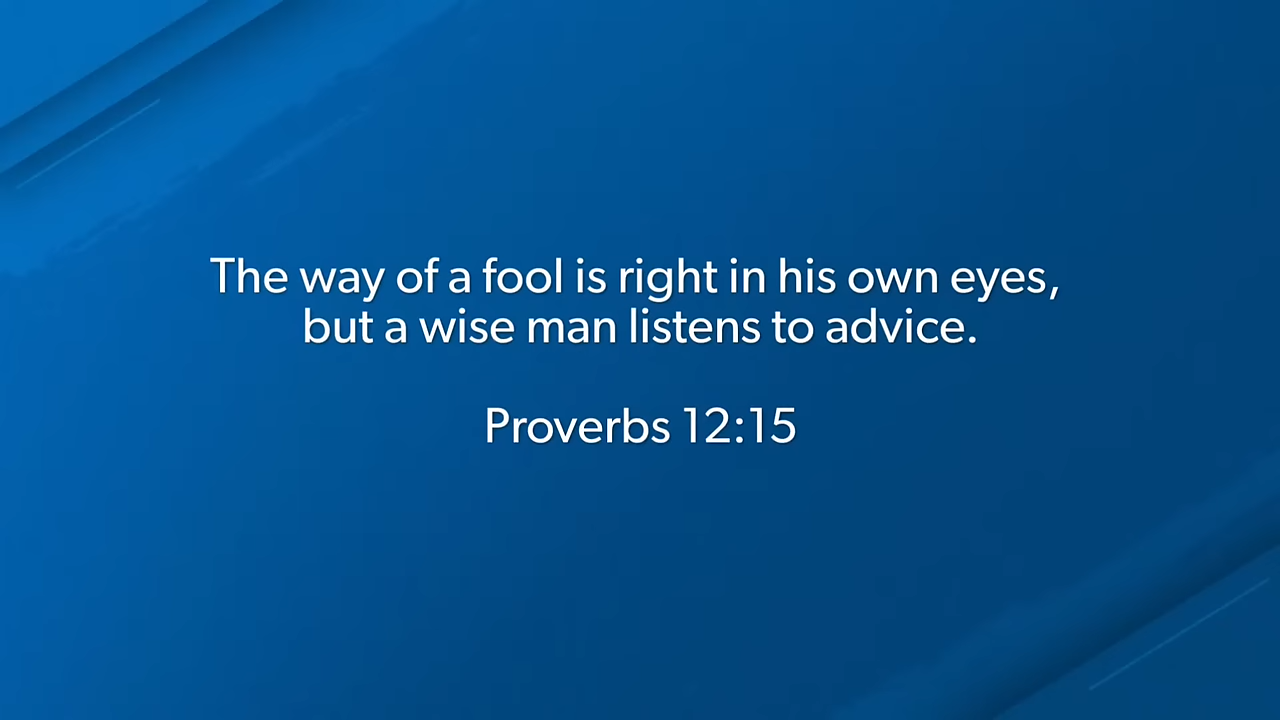 The way of a fool is right in his own eyes,
but a wise man listens to advice.
Proverbs 12:15